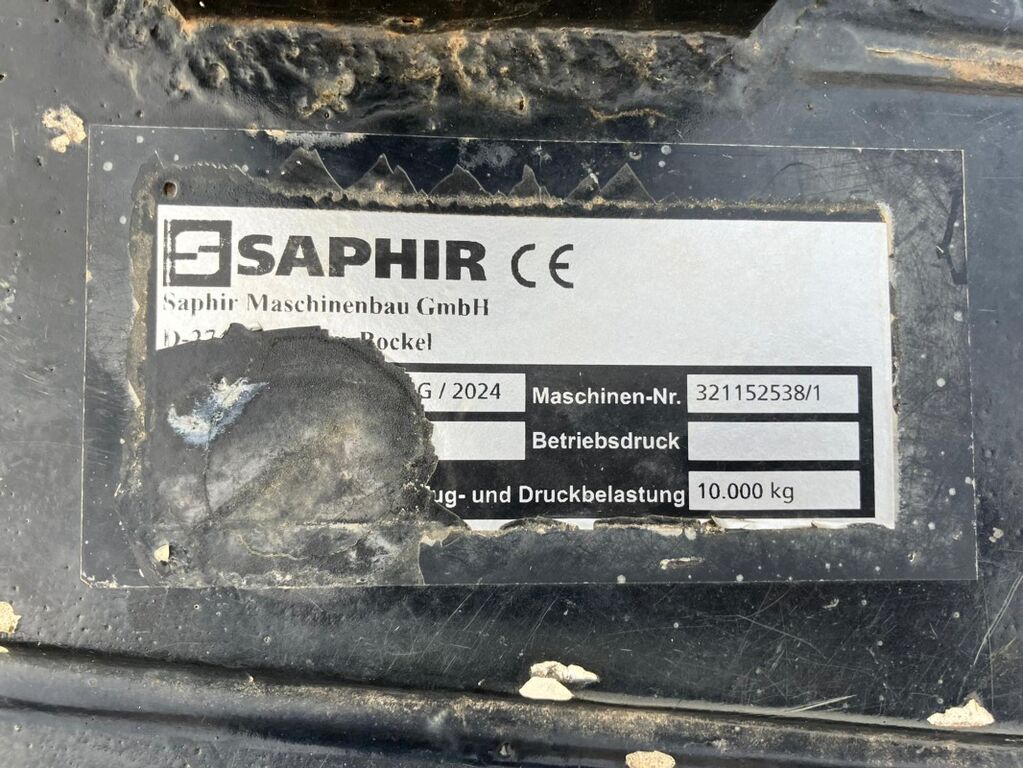 SAPHIR CE
Saphir Maschinenbau GmbH
Bockel
G / 2024 Maschinen-Nr. 321152538/1
Betriebsdruck
ug- und Druckbelastung 10.000 kg